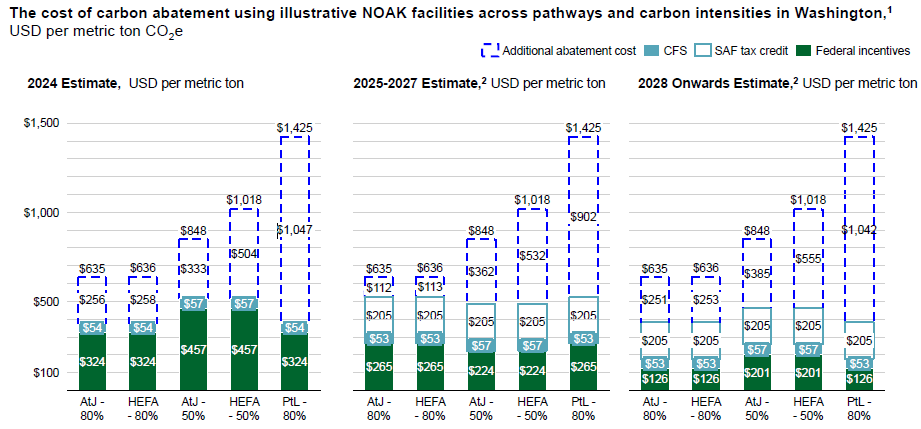 The cost of carbon abatement using illustrative NOAK facilities across pathways and carbon intensities in Washington,1
USD per metric ton CO2e
Additional abatement cost CFS SAF tax credit Federal incentives
2024 Estimate, USD per metric ton
$1,500
$1,000
$500
$100
$635 $636 $848 $1,018 $1,425
$256 $258 $333 $504 $1,047
$54 $54 $57 $57 $54
$324 $324 $457 $457 $324
AtJ - HEFA AtJ - HEFA PtL -
80% - 80% 50% - 50% 80%
2025-2027 Estimate,2 USD per metric ton
$635 $636 $848 $1,018 $1,425
$112 $113 $362 $532 $902
$205 $205 $205 $205 $205
$53 $53 $57 $57 $53
$265 $265 $224 $224 $265
AtJ - HEFA AtJ - HEFA PtL -
80% - 80% 50% - 50% 80%
2028 Onwards Estimate,2 USD per metric ton
$635 $636 $848 $1,018 $1,425
$251 $253 $385 $555 $1,042
$205 $205 $205 $205 $205
$53 $53 $57 $57 $53
$126 $126 $201 $201 $126
AtJ - HEFA AtJ - HEFA PtL -
80% - 80% 50% - 50% 80%